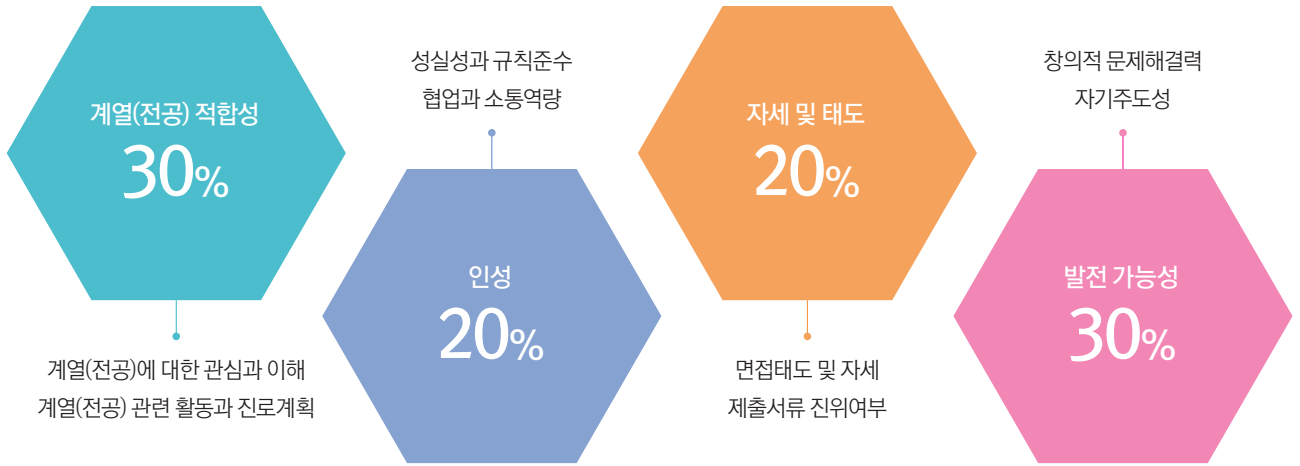 계열(전공) 적합성
30%
계열(전공)에 대한 관심과 이해
계열(전공) 관련 활동과 진로계획
성실성과 규칙준수
협업과 소통역량
인성
20%
자세 및 태도
20%
면접태도 및 자세
제출서류 진위여부
창의적 문제해결력
자기주도성
발전 가능성
30%